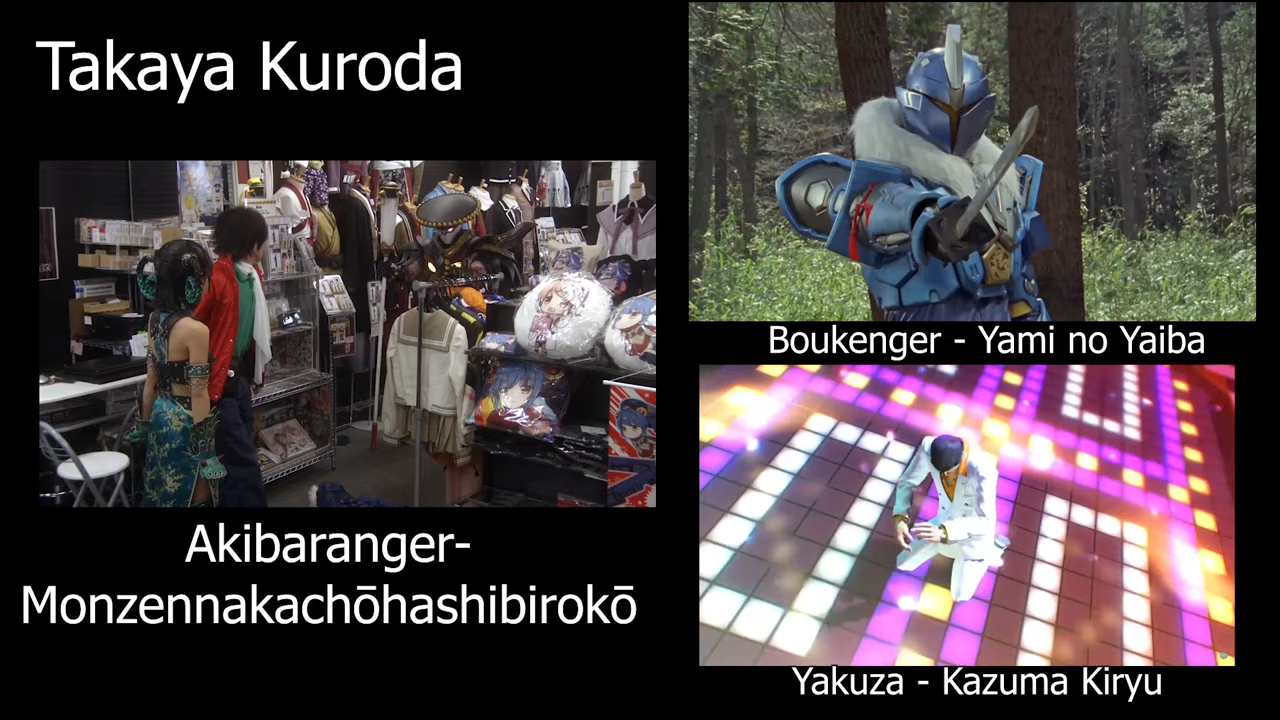 Takaya Kuroda
Akibaranger-
Monzennakachōhashibirokō
Boukenger - Yami no Yaiba
Yakuza - Kazuma Kiryu